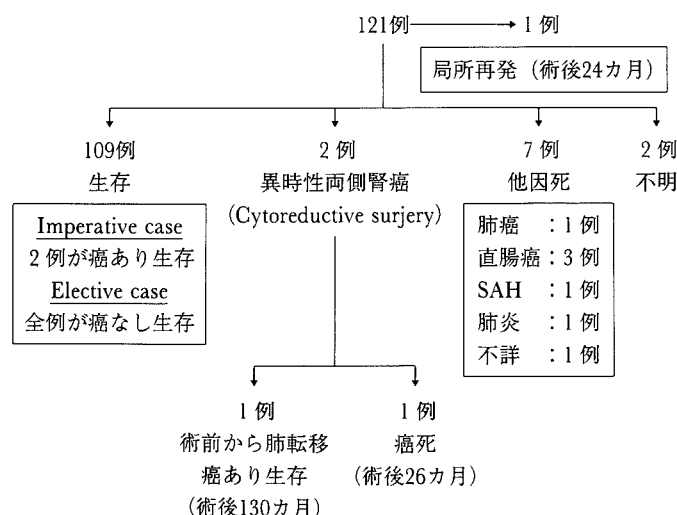 121例 1例
局所再発（術後24カ月）
109例 2例 7例 2例
生存 異時性両側腎癌 他因死 不明
(Cytoreductive surjery)
Imperative case
2例が癌あり生存
Elective case
全例が癌なし生存
肺癌 :1例
直腸癌:3例
SAH :1例
肺炎 :1例
不詳 :1例
1例 1例
術前から肺転移 癌死
癌あり生存 (術後26カ月)
(術後130カ月)